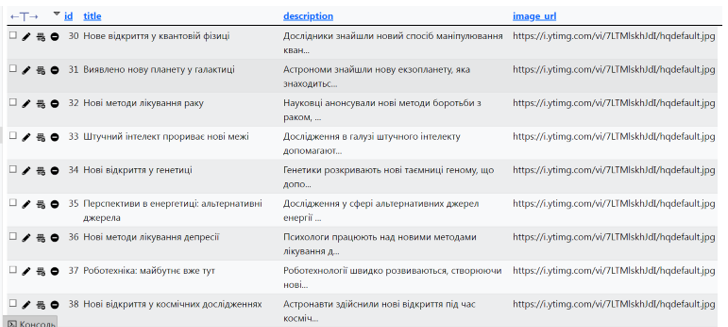 ←T→ id title description image_url
30 Нове відкриття у квантовій фізиці Дослідники знайшли новий спосіб маніпулювання https://i.ytimg.com/vi/7LTMlskhJdI/hqdefault.jpg
кван...
31 Виявлено нову планету у галактиці Астрономи знайшли нову екзопланету, яка https://i.ytimg.com/vi/7LTMlskhJdI/hqdefault.jpg
знаходитьс...
32 Нові методи лікування раку Науковці анонсували нові методи боротьби з https://i.ytimg.com/vi/7LTMlskhJdI/hqdefault.jpg
раком, ...
33 Штучний інтелект прориває нові межі Дослідження в галузі штучного інтелекту https://i.ytimg.com/vi/7LTMlskhJdI/hqdefault.jpg
допомагают...
34 Нові відкриття у генетиці Генетики розкривають нові таємниці геному, що https://i.ytimg.com/vi/7LTMlskhJdI/hqdefault.jpg
допо...
35 Перспективи в енергетиці: альтернативні Дослідження у сфері альтернативних джерел https://i.ytimg.com/vi/7LTMlskhJdI/hqdefault.jpg
джерела енергії ...
36 Нові методи лікування депресії Психологи працюють над новими методами https://i.ytimg.com/vi/7LTMlskhJdI/hqdefault.jpg
лікування д...
37 Роботехніка: майбутнє вже тут Роботехнології швидко розвиваються, створюючи https://i.ytimg.com/vi/7LTMlskhJdI/hqdefault.jpg
нові...
38 Нові відкриття у космічних дослідженнях Астронавти здійснили нові відкриття під час https://i.ytimg.com/vi/7LTMlskhJdI/hqdefault.jpg
косміч...
Консоль